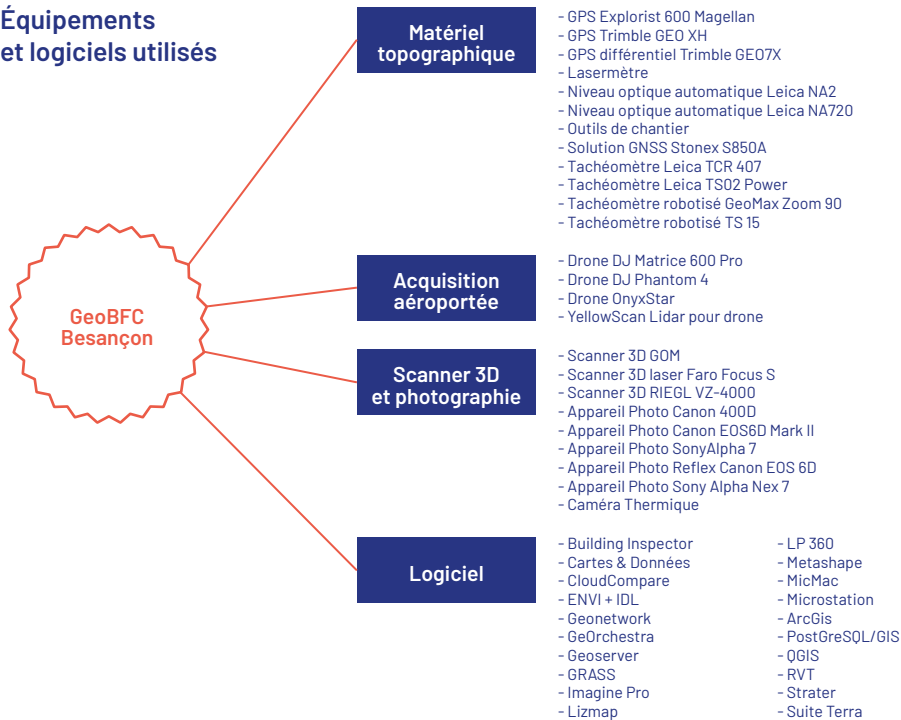 Équipements
et logiciels utilisés
GeoBFC
Besançon
Matériel
topographique
- GPS Explorist 600 Magellan
- GPS Trimble GEO XH
- GPS différentiel Trimble GEO7X
- Lasermètre
- Niveau optique automatique Leica NA2
- Niveau optique automatique Leica NA720
- Outils de chantier
- Solution GNSS Stonex S850A
- Tachéomètre Leica TCR 407
- Tachéomètre Leica TS02 Power
- Tachéomètre robotisé GeoMax Zoom 90
- Tachéomètre robotisé TS 15
Acquisition
aéroportée
- Drone DJ Matrice 600 Pro
- Drone DJ Phantom 4
- Drone OnyxStar
- YellowScan Lidar pour drone
Scanner 3D
et photographie
- Scanner 3D GOM
- Scanner 3D laser Faro Focus S
- Scanner 3D RIEGL VZ-4000
- Appareil Photo Canon 400D
- Appareil Photo Canon EOS6D Mark II
- Appareil Photo SonyAlpha 7
- Appareil Photo Reflex Canon EOS 6D
- Appareil Photo Sony Alpha Nex 7
- Caméra Thermique
Logiciel
- Building Inspector
- Cartes & Données
- CloudCompare
- ENVI + IDL
- Geonetwork
- GeOrchestra
- Geoserver
- GRASS
- Imagine Pro
- Lizmap
- LP 360
- Metashape
- MicMac
- Microstation
- ArcGis
- PostGreSQL/GIS
- QGIS
- RVT
- Strater
- Suite Terra